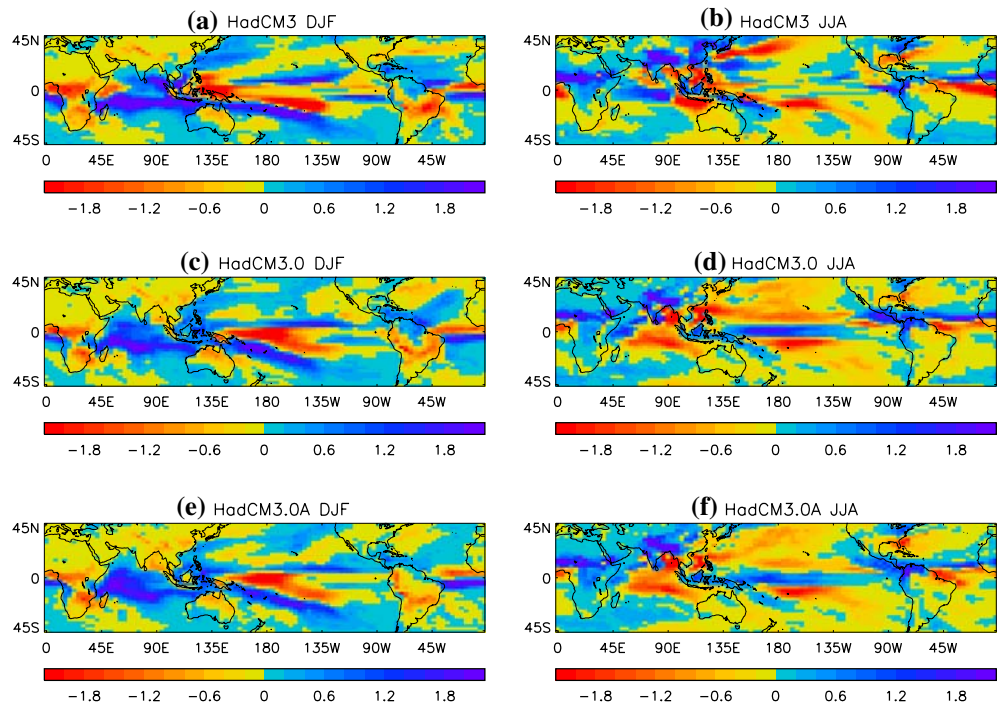 (a) HadCM3 DJF
45N
0
45S
0 45E 90E 135E 180 135W 90W 45W
−1.8 −1.2 −0.6 0 0.6 1.2 1.8
(b) HadCM3 JJA
45N
0
45S
0 45E 90E 135E 180 135W 90W 45W
−1.8 −1.2 −0.6 0 0.6 1.2 1.8
(c) HadCM3.0 DJF
45N
0
45S
0 45E 90E 135E 180 135W 90W 45W
−1.8 −1.2 −0.6 0 0.6 1.2 1.8
(d) HadCM3.0 JJA
45N
0
45S
0 45E 90E 135E 180 135W 90W 45W
−1.8 −1.2 −0.6 0 0.6 1.2 1.8
(e) HadCM3.0A DJF
45N
0
45S
0 45E 90E 135E 180 135W 90W 45W
−1.8 −1.2 −0.6 0 0.6 1.2 1.8
(f) HadCM3.0A JJA
45N
0
45S
0 45E 90E 135E 180 135W 90W 45W
−1.8 −1.2 −0.6 0 0.6 1.2 1.8